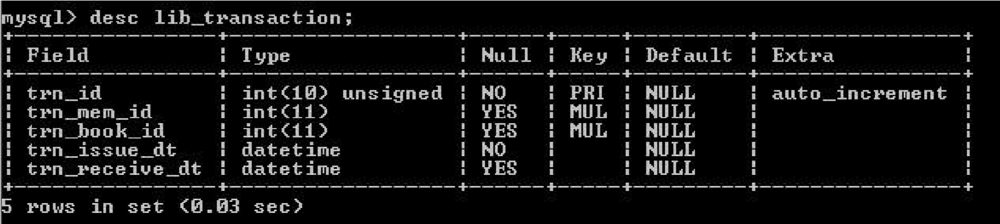 mysql> desc lib_transaction;
+----------------+------------------+------+-----+---------+----------------+
| Field          | Type             | Null | Key | Default | Extra          |
+----------------+------------------+------+-----+---------+----------------+
| trn_id         | int(10) unsigned | NO   | PRI | NULL    | auto_increment |
| trn_mem_id     | int(11)          | YES  | MUL | NULL    |                |
| trn_book_id    | int(11)          | YES  | MUL | NULL    |                |
| trn_issue_dt   | datetime         | NO   |     | NULL    |                |
| trn_receive_dt | datetime         | YES  |     | NULL    |                |
+----------------+------------------+------+-----+---------+----------------+
5 rows in set (0.03 sec)